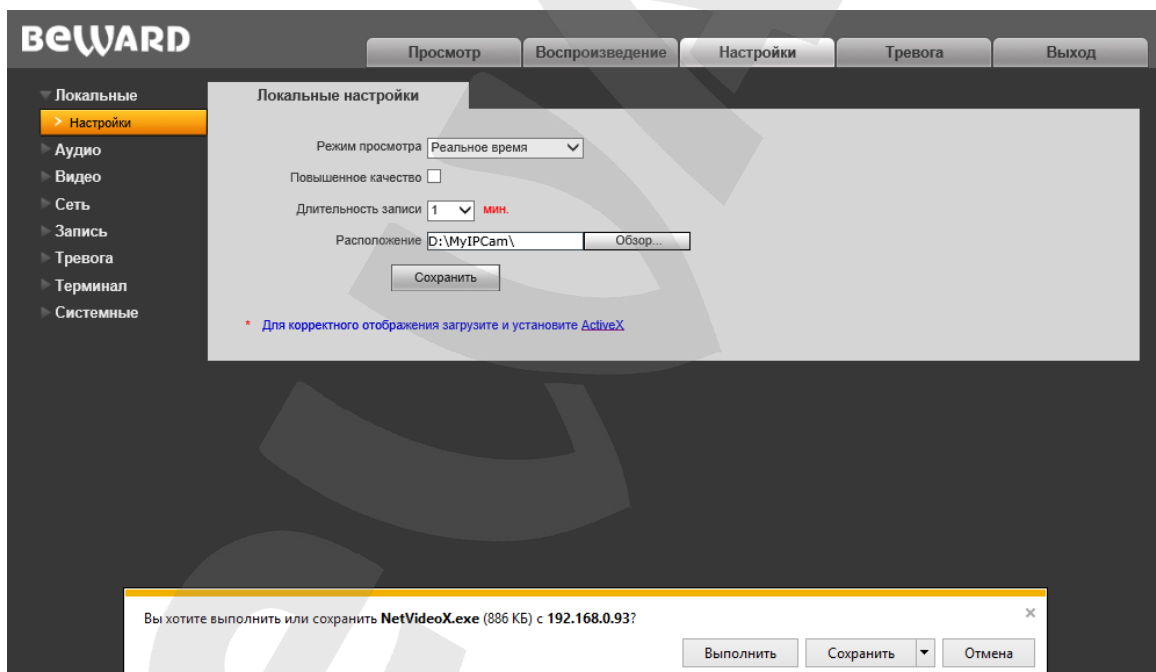 BEWARD
Просмотр Воспроизведение Настройки Тревога Выход
Локальные
> Настройки
Аудио
Видео
Сеть
Запись
Тревога
Терминал
Системные
Локальные настройки
Режим просмотра Реальное время
Повышенное качество
Длительность записи 1 мин.
Расположение D:\MyIPCam\ Обзор...
Сохранить
* Для корректного отображения загрузите и установите ActiveX
Вы хотите выполнить или сохранить NetVideoX.exe (886 КБ) с 192.168.0.93?
Выполнить Сохранить Отмена